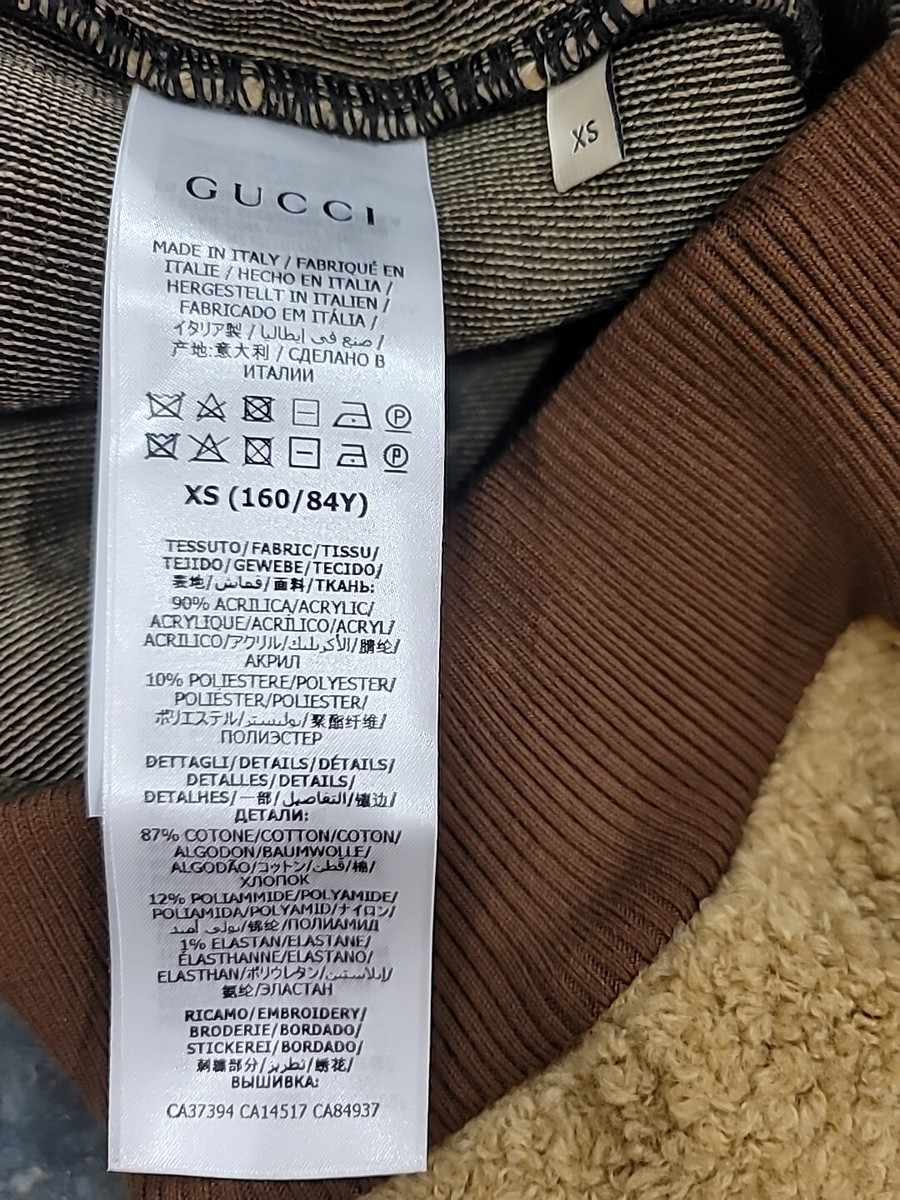 XS
GUCCI
MADE IN ITALY / FABRIQUÉ EN
ITALIE / HECHO EN ITALIA /
HERGESTELLT IN ITALIEN /
FABRICADO EM ITÁLIA /
イタリア製 / صنع في إيطاليا /
产地:意大利 / СДЕЛАНО В
ИТАЛИИ
P
P
XS (160/84Y)
TESSUTO/FABRIC/TISSU/
TEJIDO/GEWEBE/TECIDO/
表地/قماش/面料/ТКАНЬ:
90% ACRILICA/ACRYLIC/
ACRYLIQUE/ACRÍLICO/ACRYL/
ACRILICO/アクリル/الأكريليك/腈纶/
АКРИЛ
10% POLIESTERE/POLYESTER/
POLIÉSTER/POLIESTER/
ポリエステル/بوليستر/聚酯纤维/
ПОЛИЭСТЕР
DETTAGLI/DETAILS/DÉTAILS/
DETALLES/DETAILS/
DETALHES/一部/التفاصيل/镶边/
ДЕТАЛИ:
87% COTONE/COTTON/COTON/
ALGODON/BAUMWOLLE/
ALGODÃO/コットン/قطن/棉/
ХЛОПОК
12% POLIAMMIDE/POLYAMIDE/
POLIAMIDA/POLYAMID/ナイロン/
بولي أميد/锦纶/ПОЛИАМИД
1% ELASTAN/ELASTANE/
ÉLASTHANNE/ELASTANO/
ELASTHAN/ポリウレタン/إيلاستين/
氨纶/ЭЛАСТАН
RICAMO/EMBROIDERY/
BRODERIE/BORDADO/
STICKEREI/BORDADO/
刺繍部分/تطريز/绣花/
ВЫШИВКА:
CA37394 CA14517 CA84937